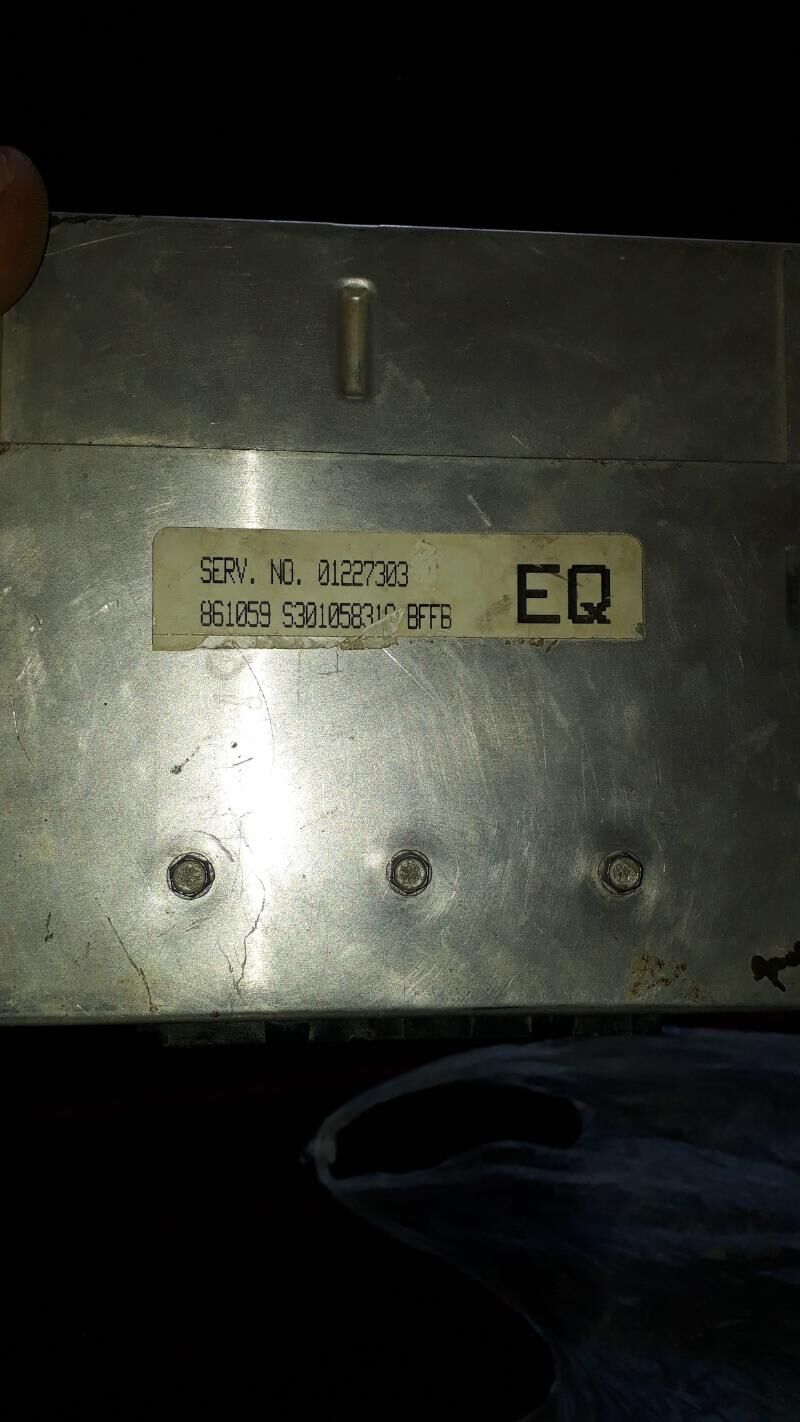 SERV. NO. 01227303
861059 BFFB
EQ